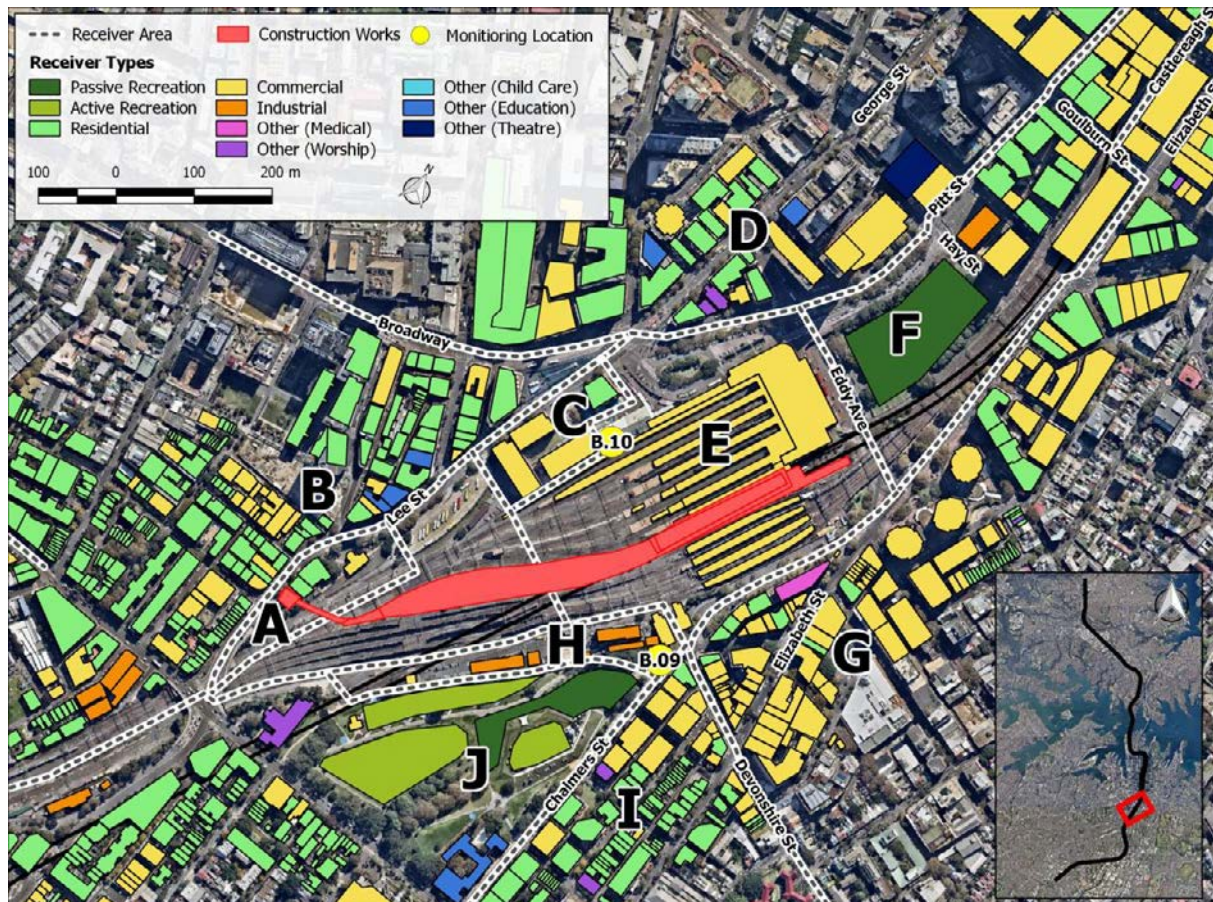 Receiver Area
Construction Works
Monitoring Location
Receiver Types
Passive Recreation
Commercial
Other (Child Care)
Active Recreation
Industrial
Other (Education)
Residential
Other (Medical)
Other (Theatre)
Other (Worship)
100 0 100 200 m
N
George St
Castlereagh St
Elizabeth St
Goulburn St
Pitt St
Hay St
D
F
Broadway
Eddy Ave
C
B.10
E
B
Lee St
A
H
B.09
Elizabeth St
G
J
Chalmers St
I
Devonshire St